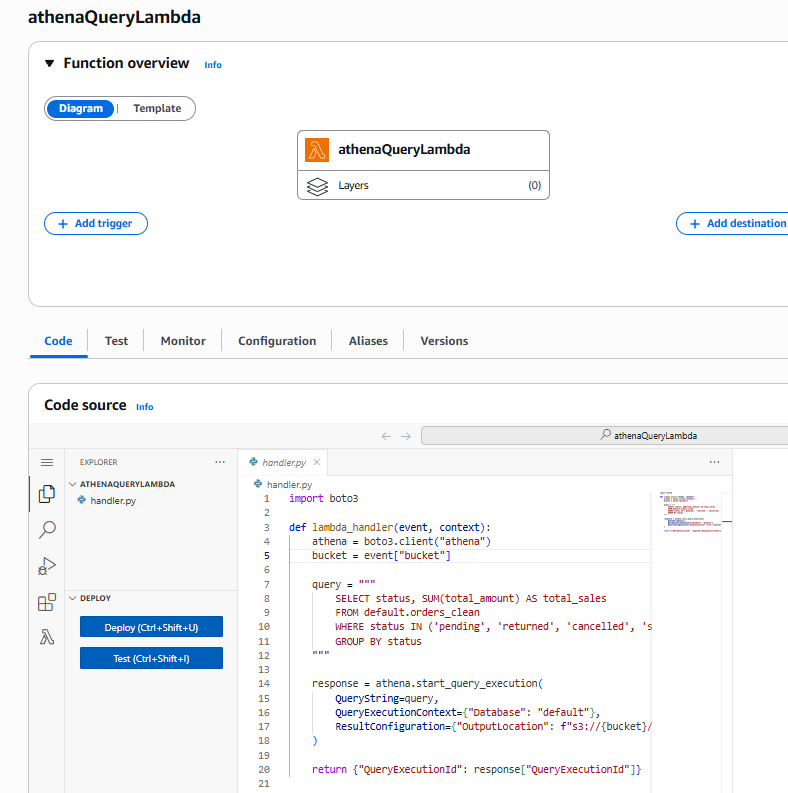 athenaQueryLambda
Function overview Info
Diagram Template
athenaQueryLambda
Layers (0)
+ Add trigger
+ Add destination
Code Test Monitor Configuration Aliases Versions
Code source Info
athenaQueryLambda
EXPLORER
ATHENAQUERYLAMBDA
handler.py
DEPLOY
Deploy (Ctrl+Shift+U)
Test (Ctrl+Shift+I)
handler.py
handler.py
1 import boto3
2
3 def lambda_handler(event, context):
4     athena = boto3.client("athena")
5     bucket = event["bucket"]
6
7     query = """
8         SELECT status, SUM(total_amount) AS total_sales
9         FROM default.orders_clean
10         WHERE status IN ('pending', 'returned', 'cancelled', 's
11         GROUP BY status
12     """
13
14     response = athena.start_query_execution(
15         QueryString=query,
16         QueryExecutionContext={"Database": "default"},
17         ResultConfiguration={"OutputLocation": f"s3://{bucket}/
18     )
19
20     return {"QueryExecutionId": response["QueryExecutionId"]}
21